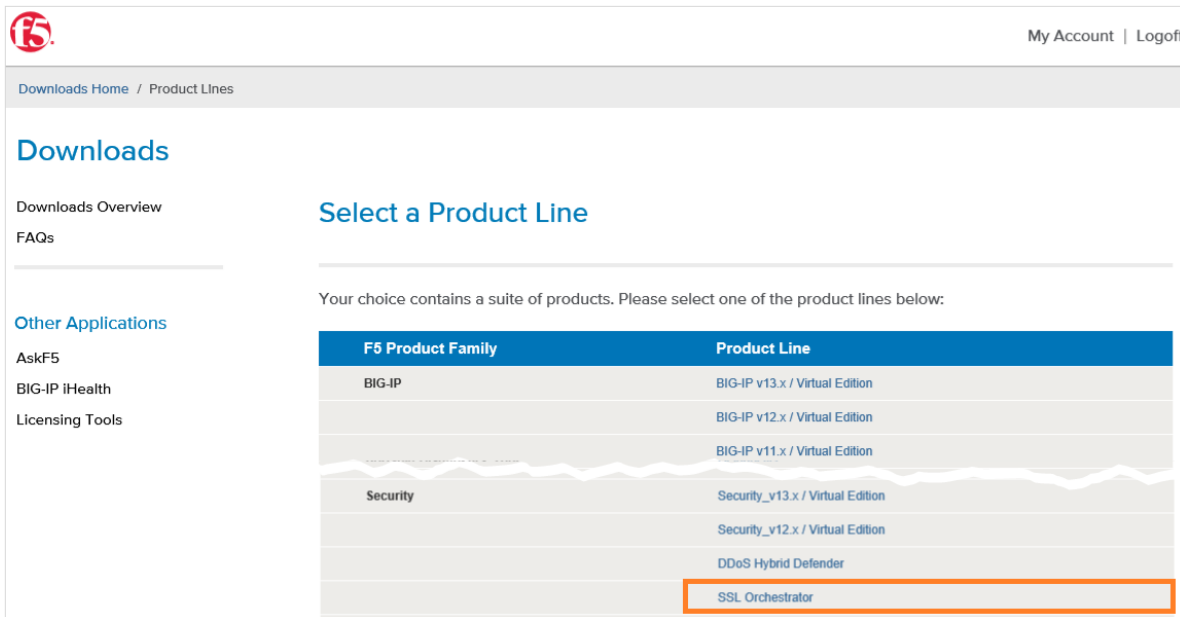 f5
My Account | Logoff
Downloads Home / Product LInes
Downloads
Downloads Overview
FAQs
Other Applications
AskF5
BIG-IP iHealth
Licensing Tools
Select a Product Line
Your choice contains a suite of products. Please select one of the product lines below:
F5 Product Family Product Line
BIG-IP BIG-IP v13.x / Virtual Edition
BIG-IP v12.x / Virtual Edition
BIG-IP v11.x / Virtual Edition
Security Security_v13.x / Virtual Edition
Security_v12.x / Virtual Edition
DDoS Hybrid Defender
SSL Orchestrator